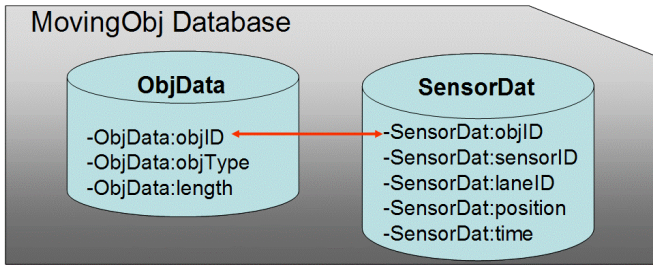 MovingObj Database
ObjData
-ObjData:objID
-ObjData:objType
-ObjData:length
SensorDat
-SensorDat:objID
-SensorDat:sensorID
-SensorDat:laneID
-SensorDat:position
-SensorDat:time